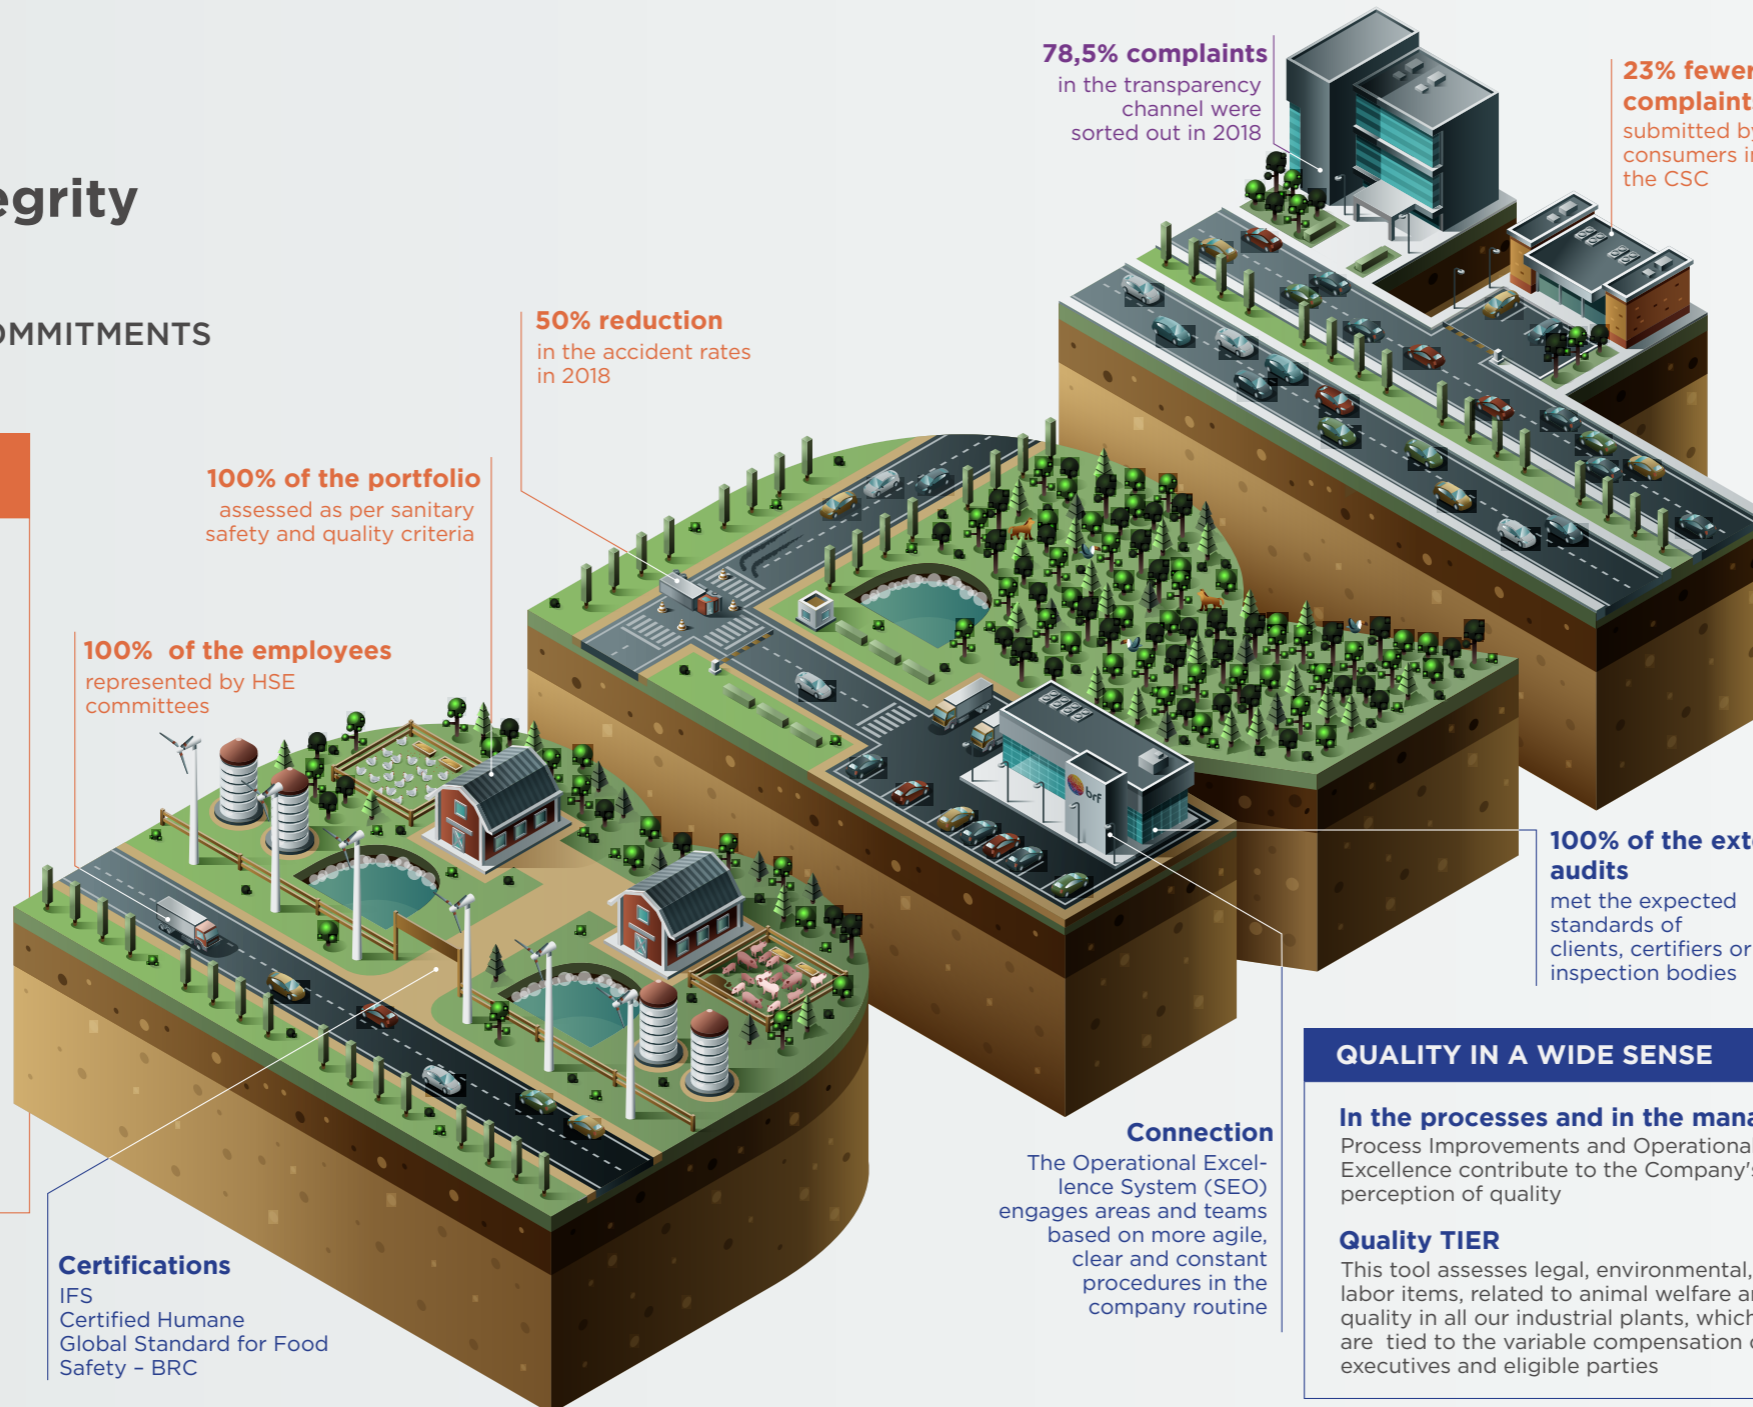 egrity
OMMITMENTS
78,5% complaints
in the transparency
channel were
sorted out in 2018
23% fewer
complaint
submitted by
consumers in
the CSC
50% reduction
in the accident rates
in 2018
100% of the portfolio
assessed as per sanitary
safety and quality criteria
100% of the employees
represented by HSE
committees
brf
100% of the exte
audits
met the expected
standards of
clients, certifiers or
inspection bodies
Connection
The Operational Excel-
lence System (SEO)
engages areas and teams
based on more agile,
clear and constant
procedures in the
company routine
Certifications
IFS
Certified Humane
Global Standard for Food
Safety – BRC
QUALITY IN A WIDE SENSE
In the processes and in the mana
Process Improvements and Operational
Excellence contribute to the Company's
perception of quality
Quality TIER
This tool assesses legal, environmental,
labor items, related to animal welfare an
quality in all our industrial plants, which
are tied to the variable compensation o
executives and eligible parties